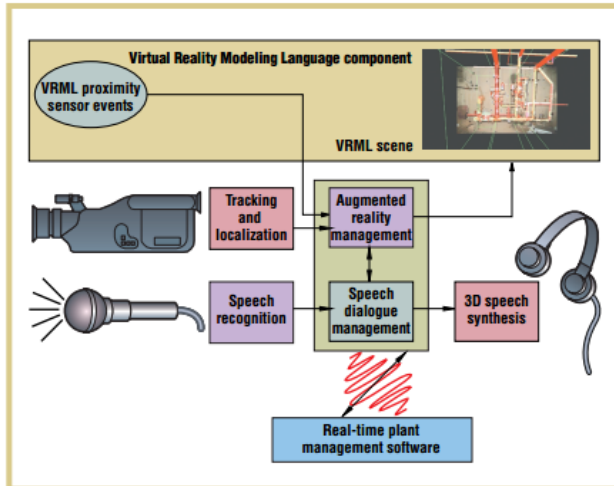 Virtual Reality Modeling Language component
VRML proximity
sensor events
VRML scene
Tracking and
localization
Augmented
reality
management
Speech
recognition
Speech
dialogue
management
3D speech
synthesis
Real-time plant
management software